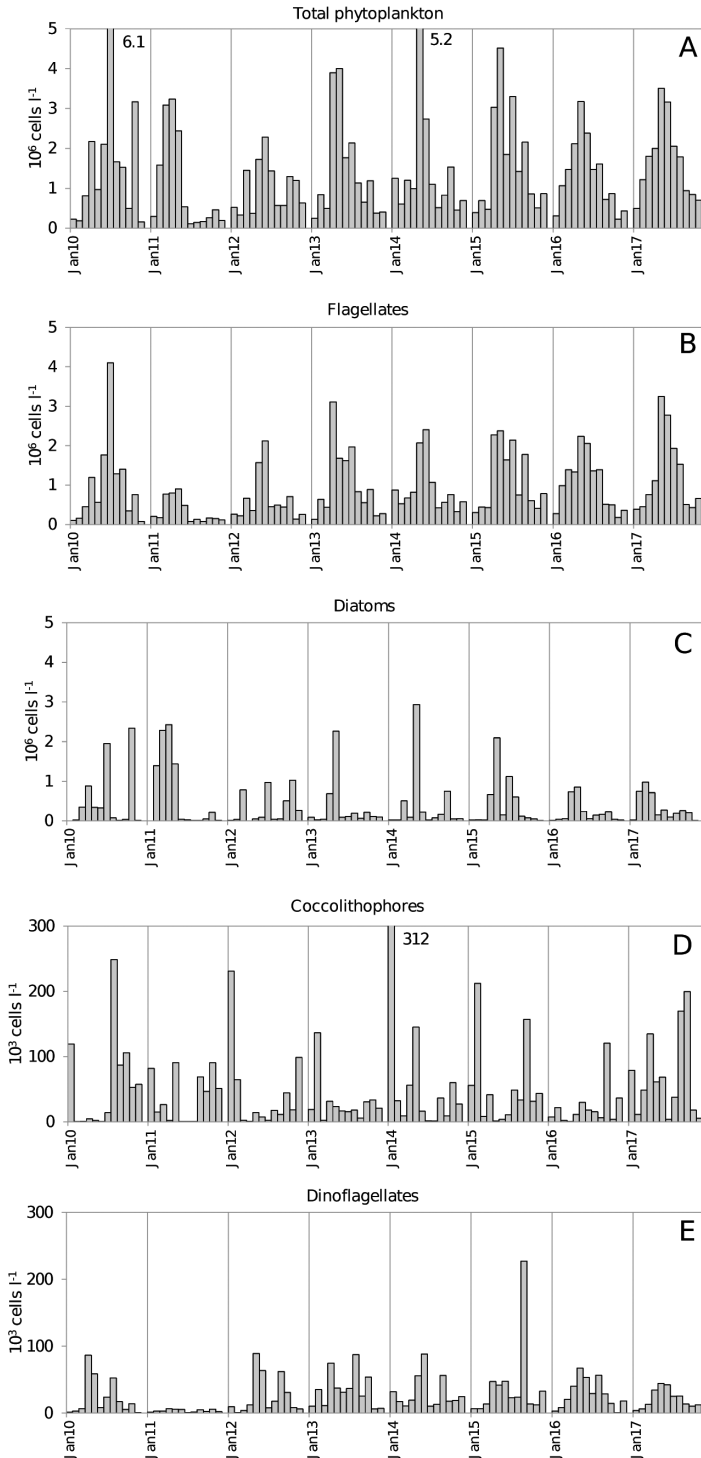 Total phytoplankton
A
10⁶ cells l⁻¹
5
4
3
2
1
0
6.1
5.2
Jan10
Jan11
Jan12
Jan13
Jan14
Jan15
Jan16
Jan17
Flagellates
B
10⁶ cells l⁻¹
5
4
3
2
1
0
Jan10
Jan11
Jan12
Jan13
Jan14
Jan15
Jan16
Jan17
Diatoms
C
10⁶ cells l⁻¹
5
4
3
2
1
0
Jan10
Jan11
Jan12
Jan13
Jan14
Jan15
Jan16
Jan17
Coccolithophores
D
10³ cells l⁻¹
300
200
100
0
312
Jan10
Jan11
Jan12
Jan13
Jan14
Jan15
Jan16
Jan17
Dinoflagellates
E
10³ cells l⁻¹
300
200
100
0
Jan10
Jan11
Jan12
Jan13
Jan14
Jan15
Jan16
Jan17